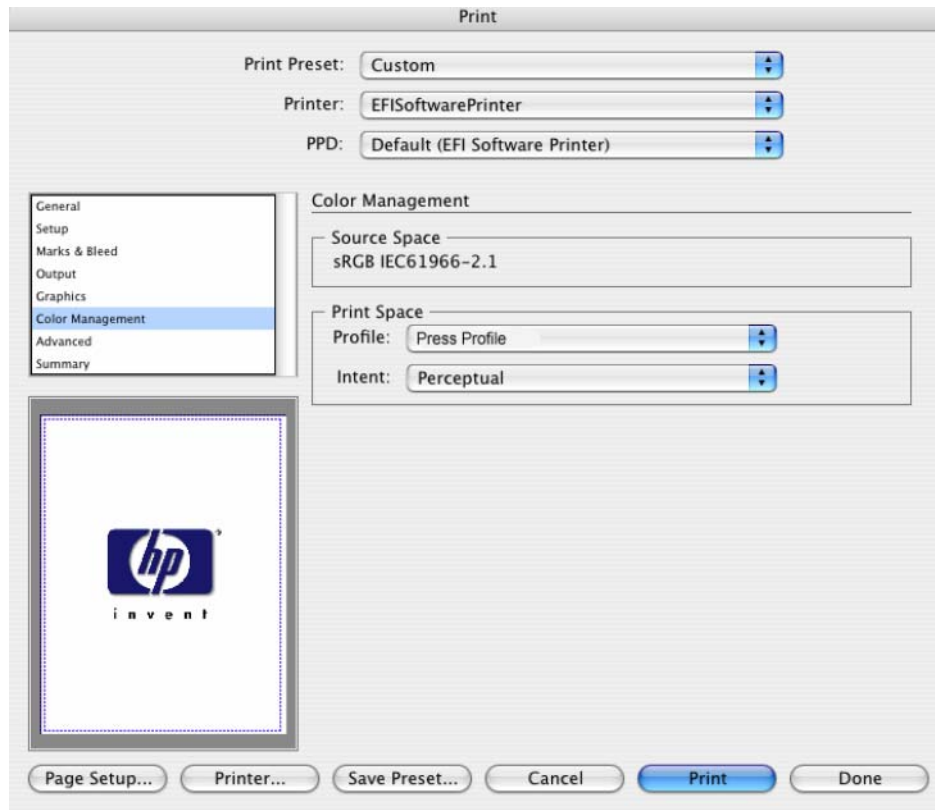 Print
Print Preset: Custom
Printer: EFISoftwarePrinter
PPD: Default (EFI Software Printer)
General
Setup
Marks & Bleed
Output
Graphics
Color Management
Advanced
Summary
Color Management
Source Space
sRGB IEC61966-2.1
Print Space
Profile: Press Profile
Intent: Perceptual
hp
invent
Page Setup... Printer... Save Preset... Cancel Print Done